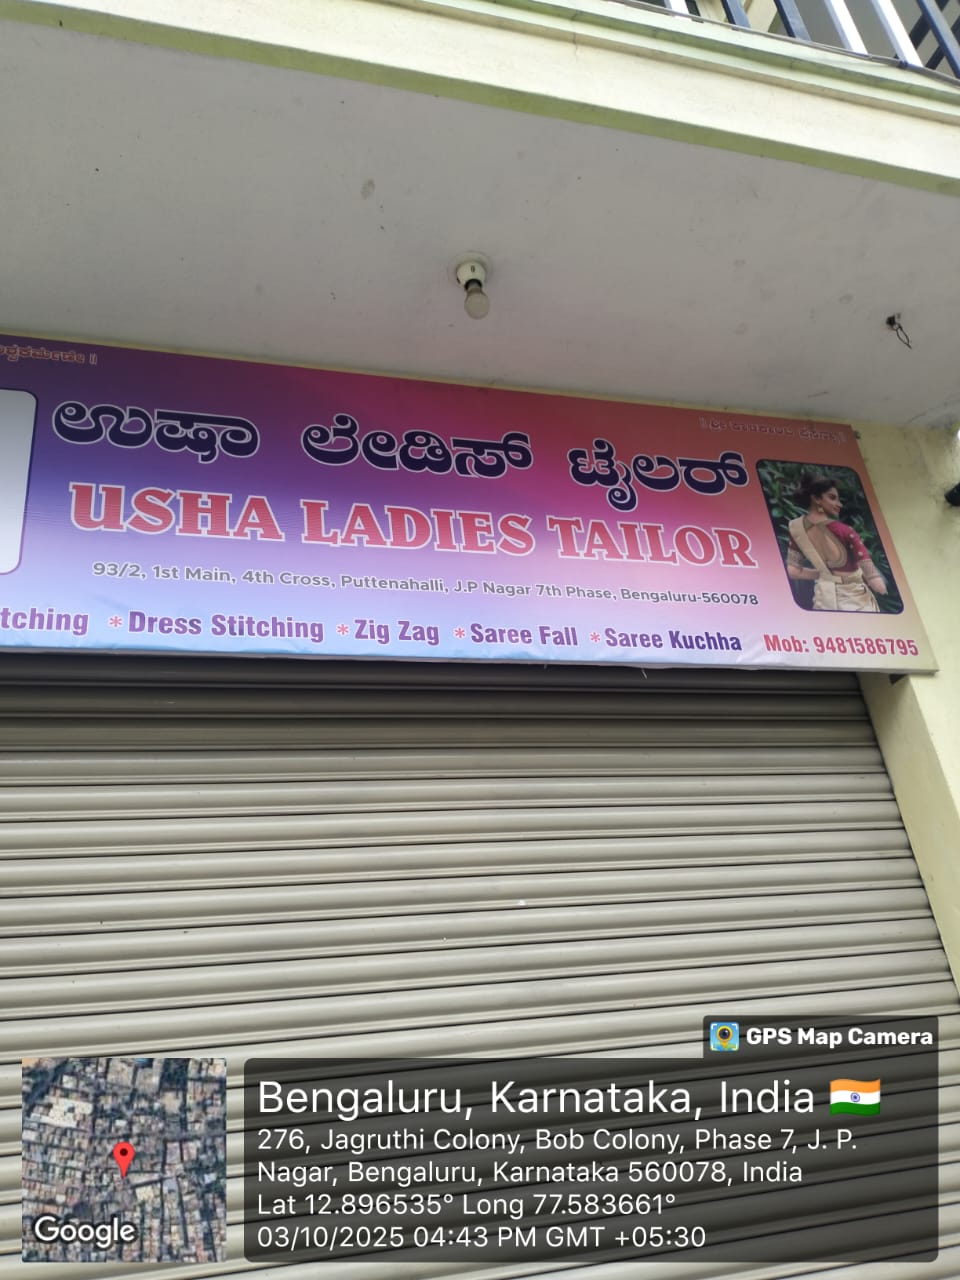 ಉಷಾ ಲೇಡಿಸ್ ಟೈಲರ್
USHA LADIES TAILOR
93/2, 1st Main, 4th Cross, Puttenahalli, J.P Nagar 7th Phase, Bengaluru-560078
tching *Dress Stitching *Zig Zag *Saree Fall *Saree Kuchha Mob: 9481586795
GPS Map Camera
Bengaluru, Karnataka, India
276, Jagruthi Colony, Bob Colony, Phase 7, J. P.
Nagar, Bengaluru, Karnataka 560078, India
Lat 12.896535° Long 77.583661°
03/10/2025 04:43 PM GMT +05:30
Google